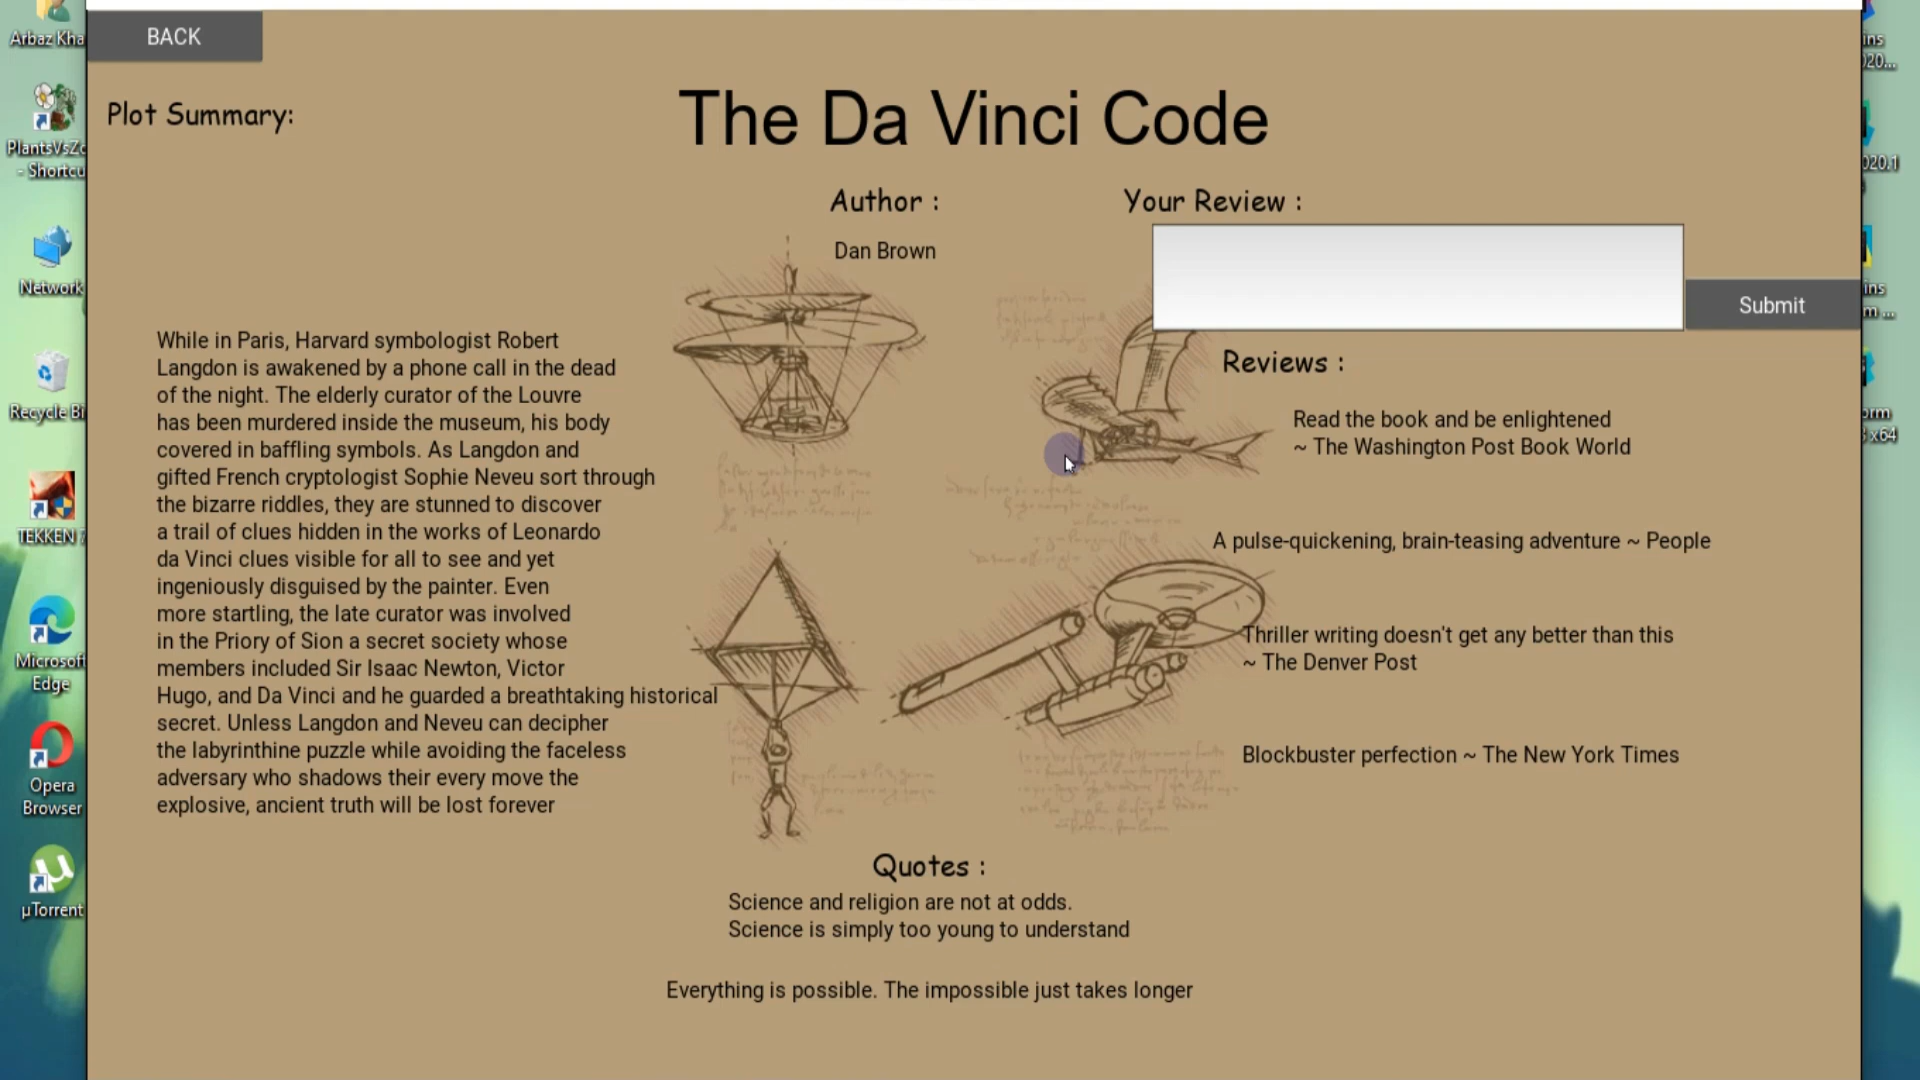 Arbaz Kha
PlantsVsZo
- Shortcu
Network
Recycle Bi
TEKKEN 7
Microsoft
Edge
Opera
Browser
µTorrent
BACK
The Da Vinci Code
Plot Summary:
While in Paris, Harvard symbologist Robert
Langdon is awakened by a phone call in the dead
of the night. The elderly curator of the Louvre
has been murdered inside the museum, his body
covered in baffling symbols. As Langdon and
gifted French cryptologist Sophie Neveu sort through
the bizarre riddles, they are stunned to discover
a trail of clues hidden in the works of Leonardo
da Vinci clues visible for all to see and yet
ingeniously disguised by the painter. Even
more startling, the late curator was involved
in the Priory of Sion a secret society whose
members included Sir Isaac Newton, Victor
Hugo, and Da Vinci and he guarded a breathtaking historical
secret. Unless Langdon and Neveu can decipher
the labyrinthine puzzle while avoiding the faceless
adversary who shadows their every move the
explosive, ancient truth will be lost forever
Author :
Dan Brown
Your Review :
Submit
Reviews :
Read the book and be enlightened
~ The Washington Post Book World
A pulse-quickening, brain-teasing adventure ~ People
Thriller writing doesn't get any better than this
~ The Denver Post
Blockbuster perfection ~ The New York Times
Quotes :
Science and religion are not at odds.
Science is simply too young to understand
Everything is possible. The impossible just takes longer
ins
020...
020.1
ins
m ...
orm
x64